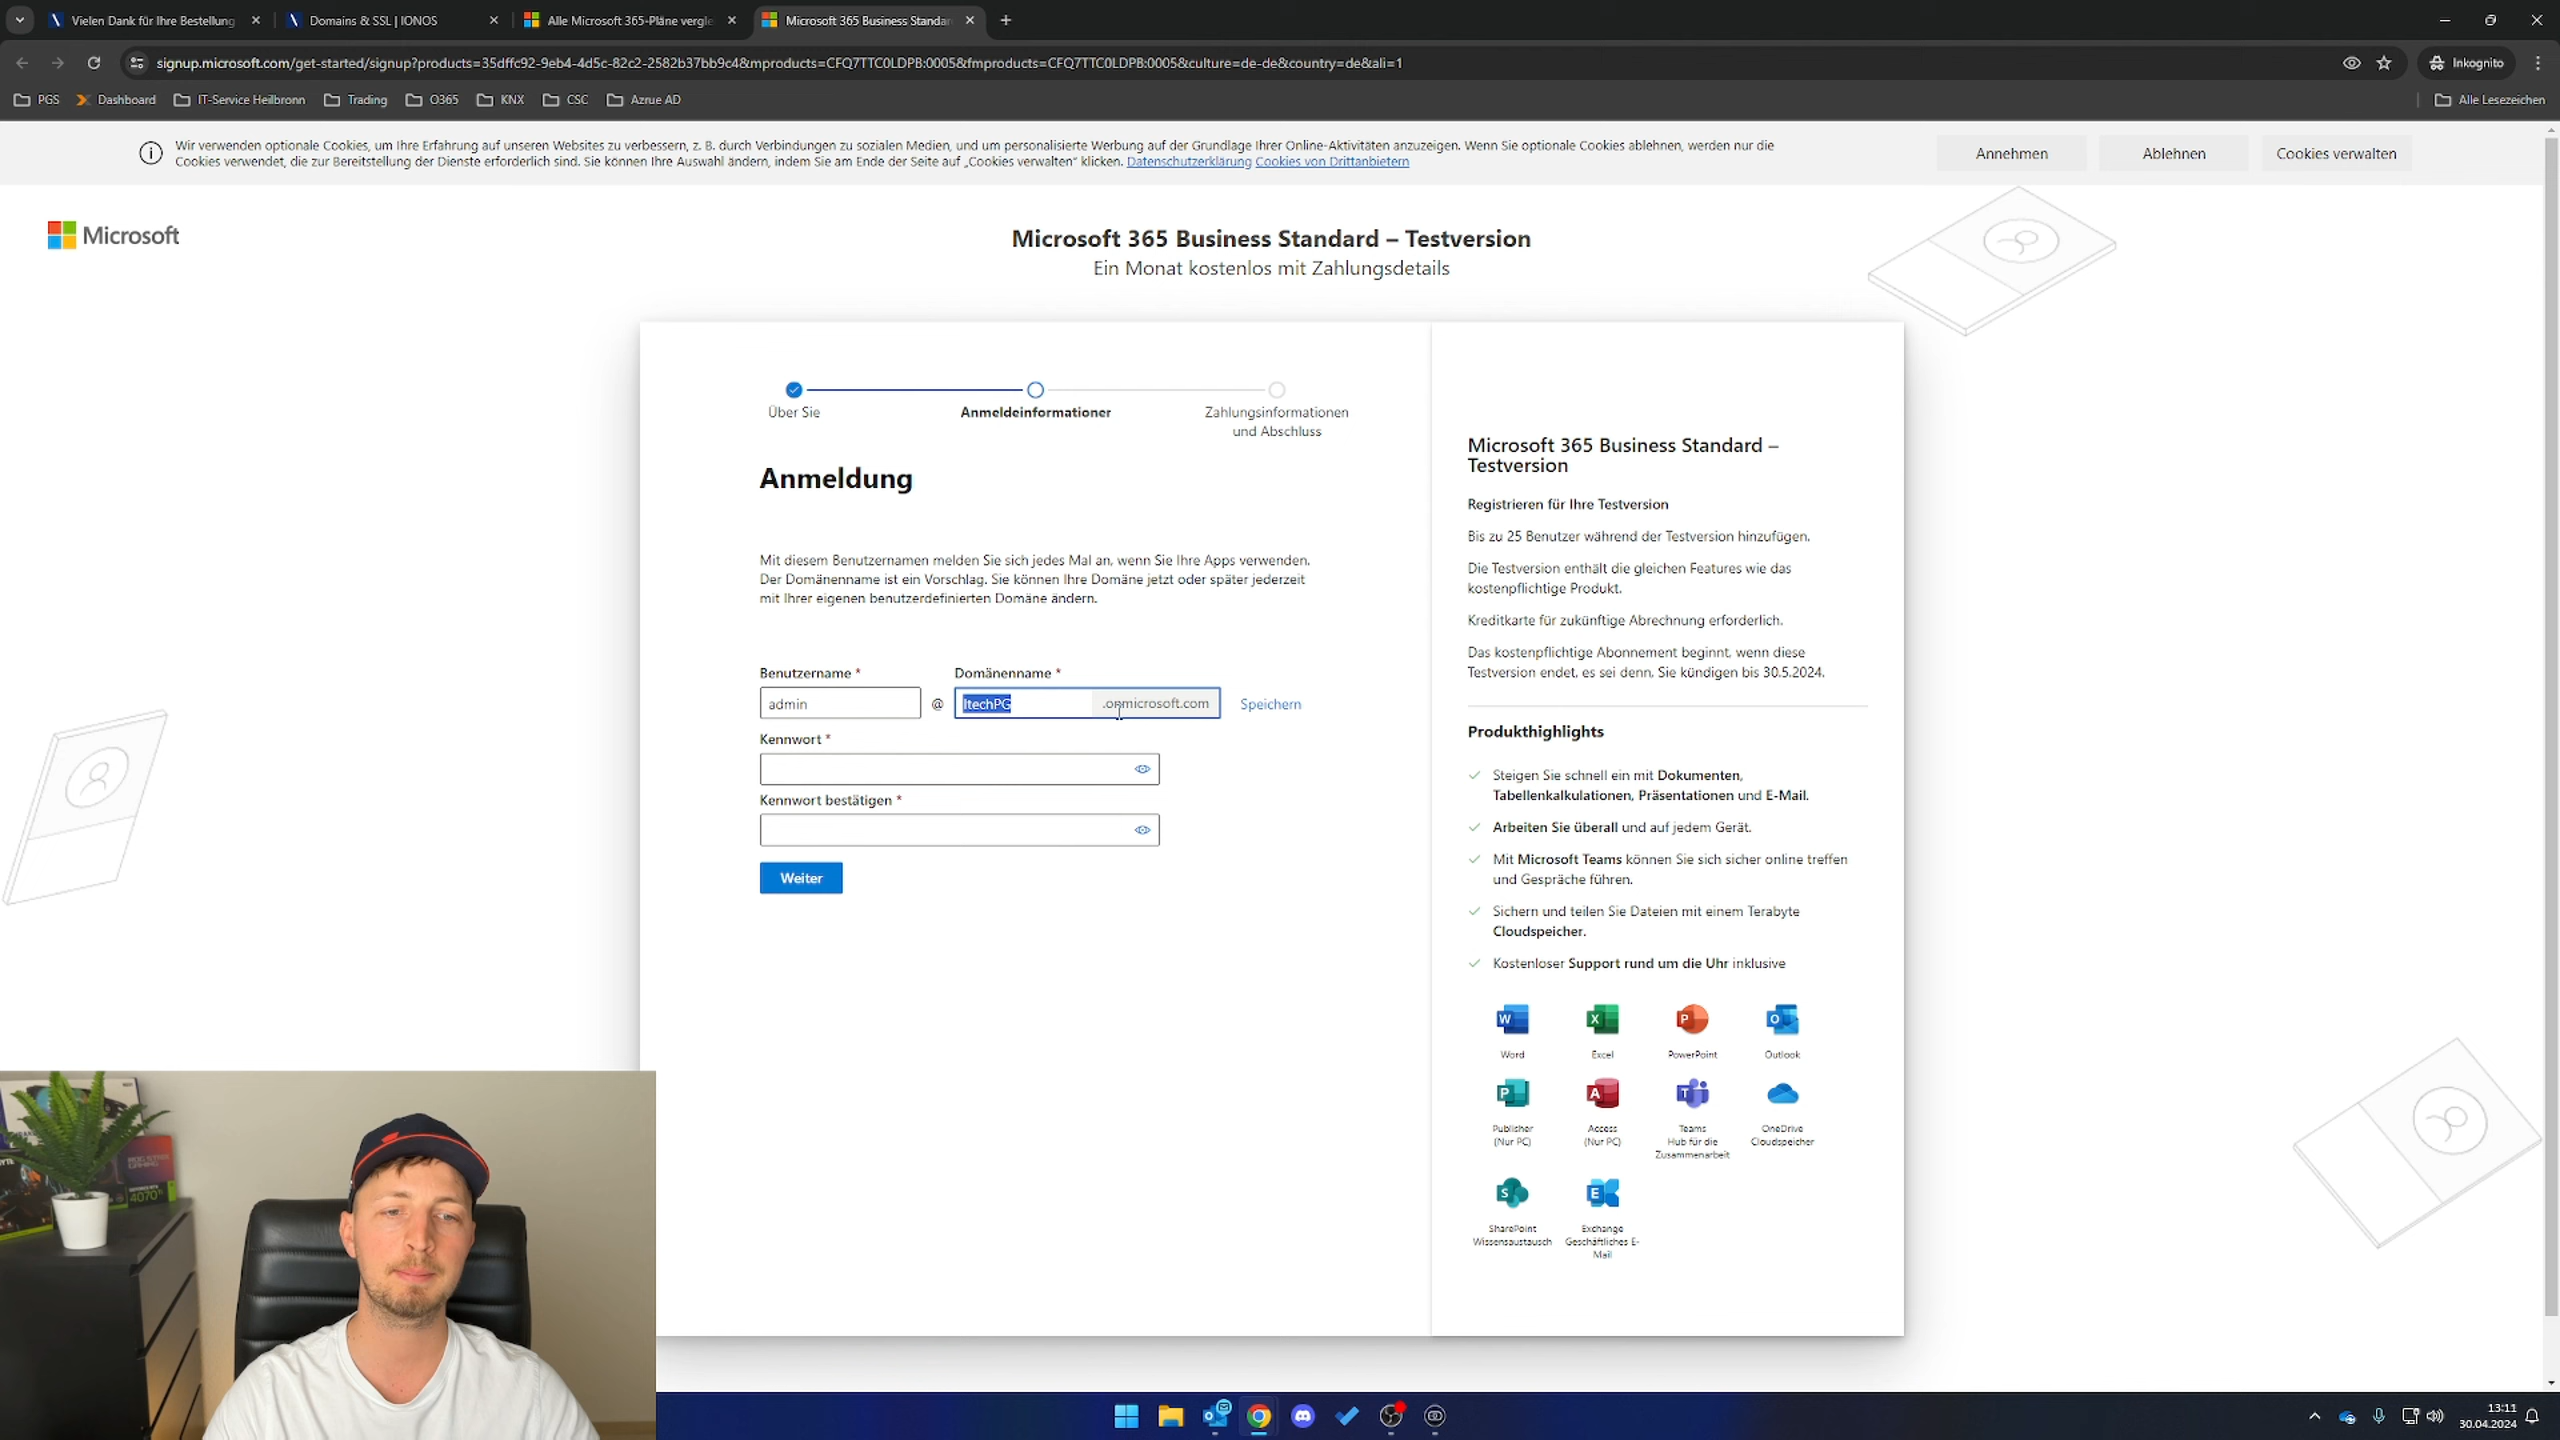 Vielen Dank für Ihre Bestellung
Domains & SSL | IONOS
Alle Microsoft 365-Pläne vergle
Microsoft 365 Business Standar
signup.microsoft.com/get-started/signup?products=35dffc92-9eb4-4d5c-82c2-2582b37bb9c4&mproducts=CFQ7TTC0LDPB:0005&fmproducts=CFQ7TTC0LDPB:0005&culture=de-de&country=de&ali=1
Inkognito
PGS
Dashboard
IT-Service Heilbronn
Trading
O365
KNX
CSC
Azrue AD
Alle Lesezeichen
Wir verwenden optionale Cookies, um Ihre Erfahrung auf unseren Websites zu verbessern, z. B. durch Verbindungen zu sozialen Medien, und um personalisierte Werbung auf der Grundlage Ihrer Online-Aktivitäten anzuzeigen. Wenn Sie optionale Cookies ablehnen, werden nur die
Cookies verwendet, die zur Bereitstellung der Dienste erforderlich sind. Sie können Ihre Auswahl ändern, indem Sie am Ende der Seite auf „Cookies verwalten“ klicken. Datenschutzerklärung Cookies von Drittanbietern
Annehmen
Ablehnen
Cookies verwalten
Microsoft
Microsoft 365 Business Standard – Testversion
Ein Monat kostenlos mit Zahlungsdetails
Über Sie
Anmeldeinformationer
Zahlungsinformationen
und Abschluss
Anmeldung
Mit diesem Benutzernamen melden Sie sich jedes Mal an, wenn Sie Ihre Apps verwenden.
Der Domänenname ist ein Vorschlag. Sie können Ihre Domäne jetzt oder später jederzeit
mit Ihrer eigenen benutzerdefinierten Domäne ändern.
Benutzername *
Domänenname *
admin
@
ItechPG
.onmicrosoft.com
Speichern
Kennwort *
Kennwort bestätigen *
Weiter
Microsoft 365 Business Standard –
Testversion
Registrieren für Ihre Testversion
Bis zu 25 Benutzer während der Testversion hinzufügen.
Die Testversion enthält die gleichen Features wie das
kostenpflichtige Produkt.
Kreditkarte für zukünftige Abrechnung erforderlich.
Das kostenpflichtige Abonnement beginnt, wenn diese
Testversion endet, es sei denn, Sie kündigen bis 30.5.2024.
Produkthighlights
Steigen Sie schnell ein mit Dokumenten,
Tabellenkalkulationen, Präsentationen und E-Mail.
Arbeiten Sie überall und auf jedem Gerät.
Mit Microsoft Teams können Sie sich sicher online treffen
und Gespräche führen.
Sichern und teilen Sie Dateien mit einem Terabyte
Cloudspeicher.
Kostenloser Support rund um die Uhr inklusive
Word
Excel
PowerPoint
Outlook
Publisher
(Nur PC)
Access
(Nur PC)
Teams
Hub für die
Zusammenarbeit
OneDrive
Cloudspeicher
SharePoint
Wissensaustausch
Exchange
Geschäftliches E-
Mail
ROG STRIX
GAMING
4070 Ti
13:11
30.04.2024